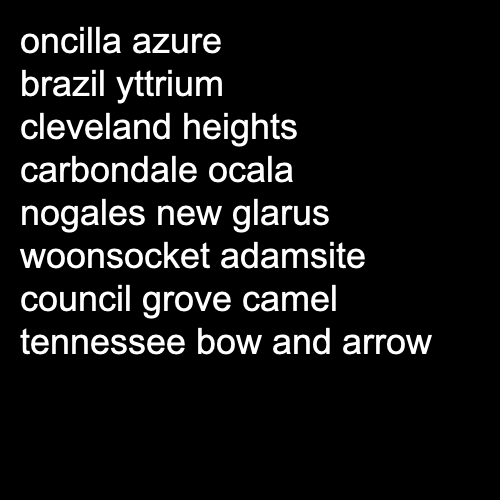 oncilla azure
brazil yttrium
cleveland heights
carbondale ocala
nogales new glarus
woonsocket adamsite
council grove camel
tennessee bow and arrow